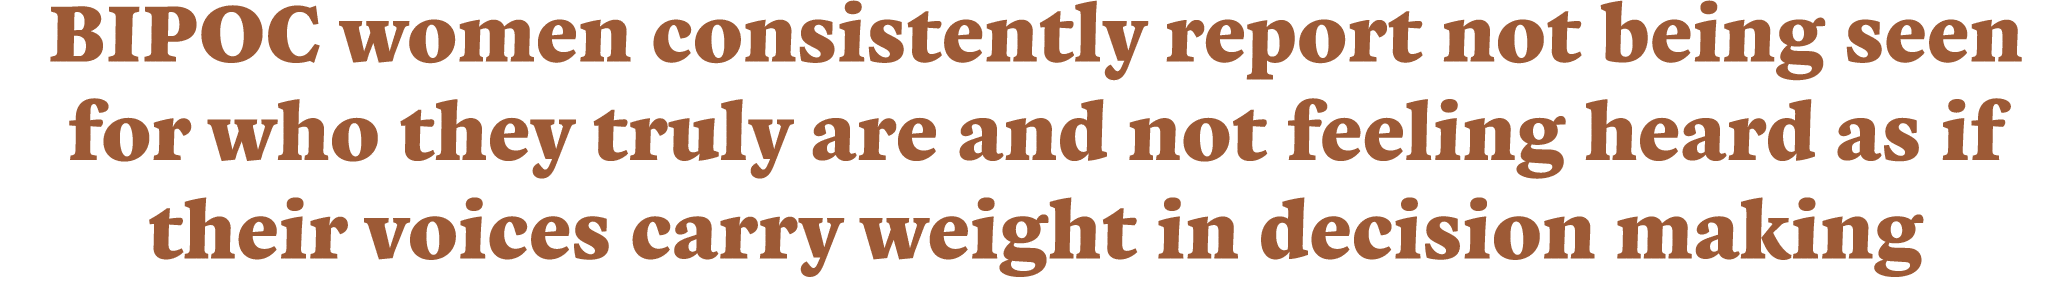 BIPOC women consistently report not being seen
for who they truly are and not feeling heard as if
their voices carry weight in decision making